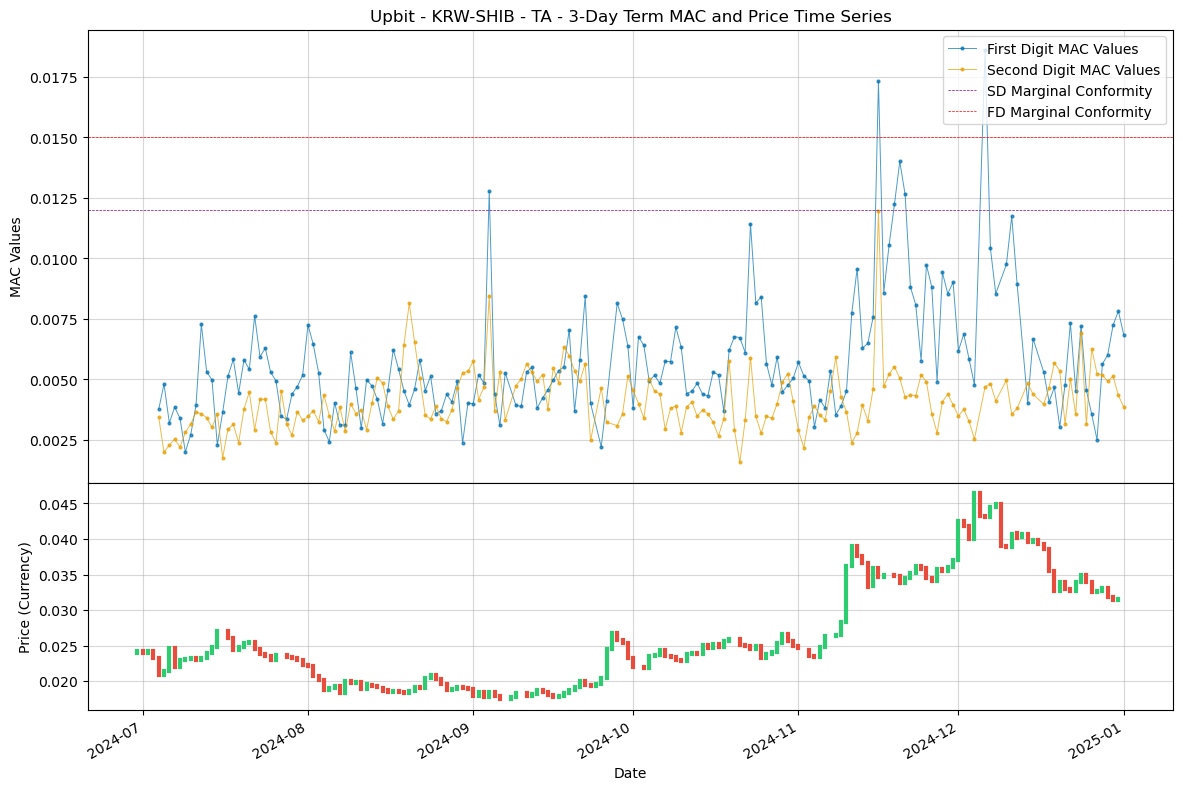 Upbit - KRW-SHIB - TA - 3-Day Term MAC and Price Time Series
First Digit MAC Values
Second Digit MAC Values
SD Marginal Conformity
FD Marginal Conformity
MAC Values
0.0175
0.0150
0.0125
0.0100
0.0075
0.0050
0.0025
Price (Currency)
0.045
0.040
0.035
0.030
0.025
0.020
2024-07
2024-08
2024-09
2024-10
2024-11
2024-12
2025-01
Date